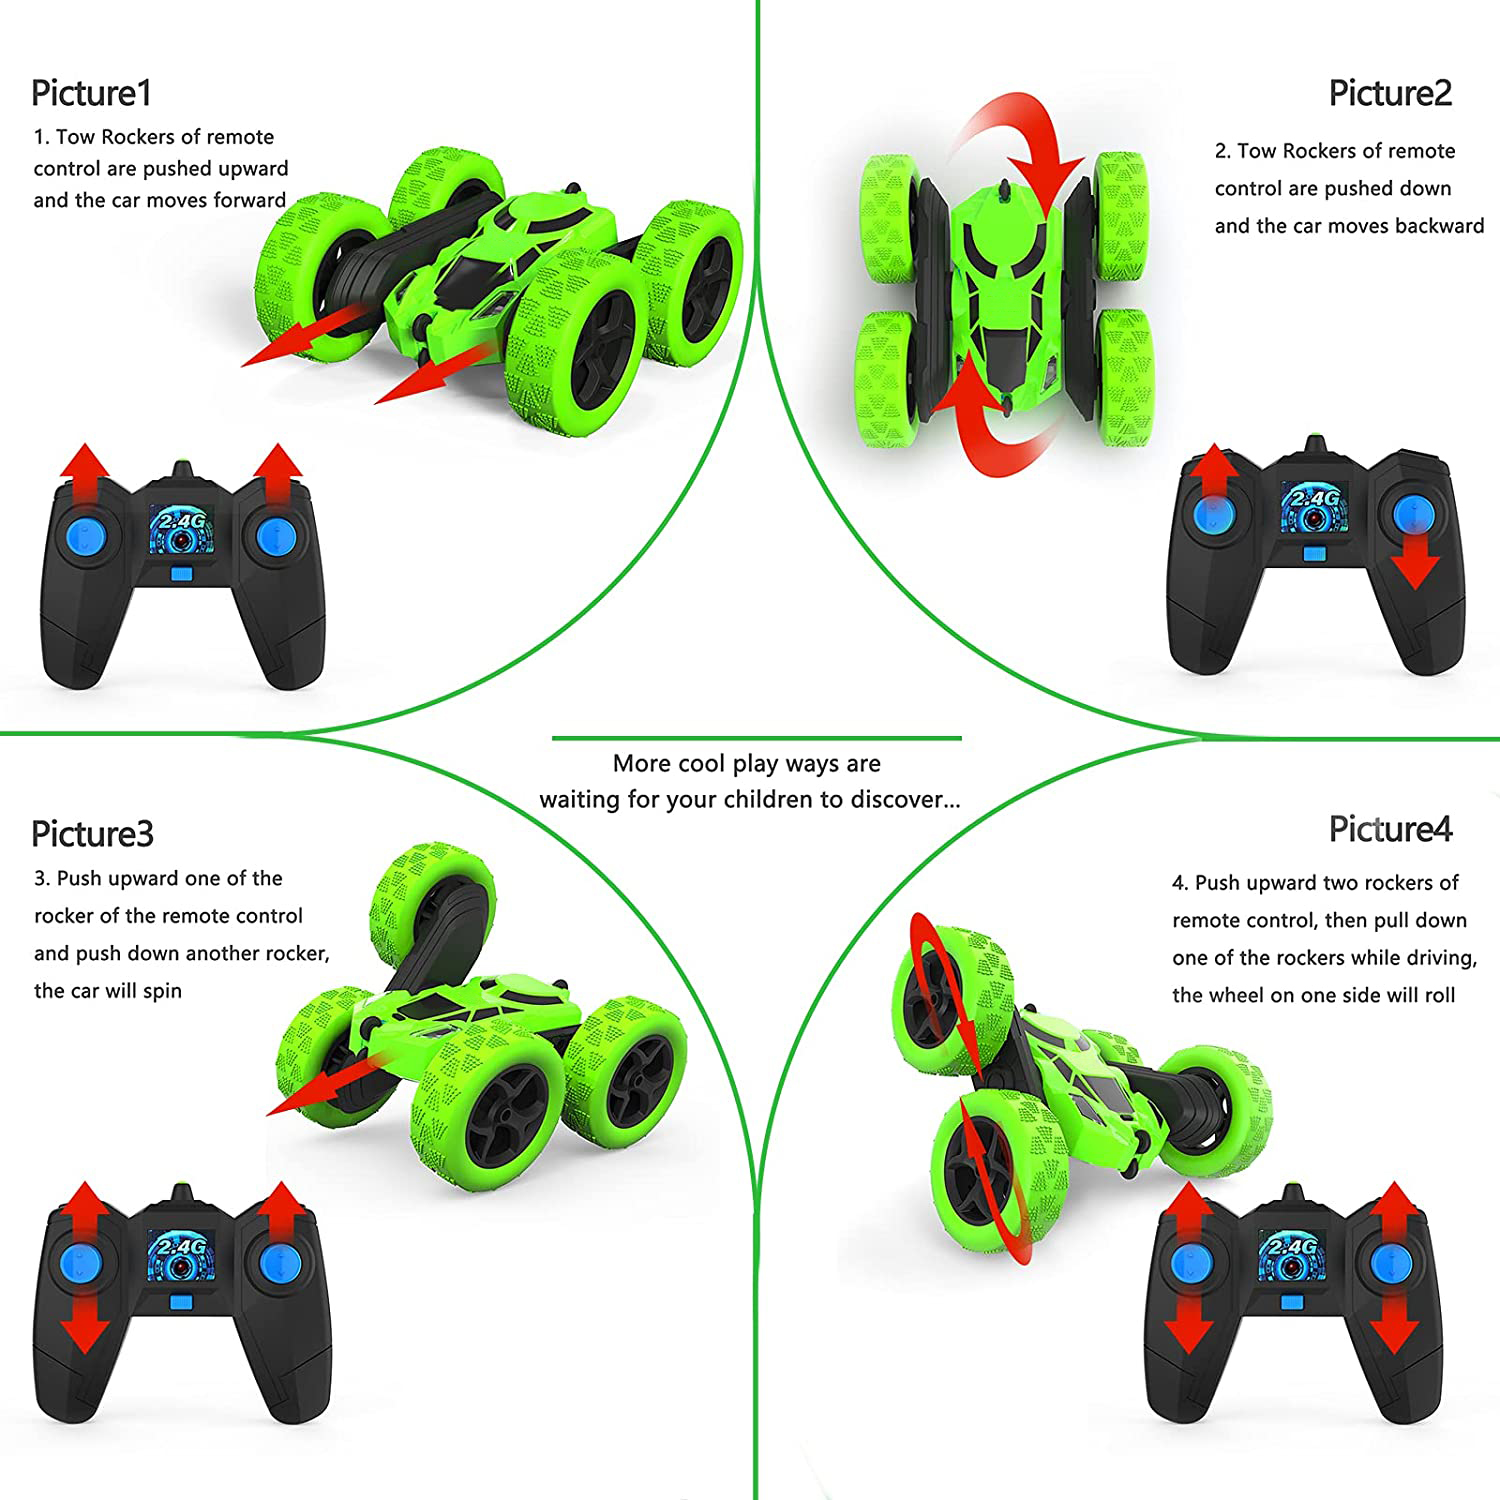 Picture1
1. Tow Rockers of remote
control are pushed upward
and the car moves forward
2.4G
Picture2
2. Tow Rockers of remote
control are pushed down
and the car moves backward
2.4G
More cool play ways are
waiting for your children to discover...
Picture3
3. Push upward one of the
rocker of the remote control
and push down another rocker,
the car will spin
2.4G
Picture4
4. Push upward two rockers of
remote control, then pull down
one of the rockers while driving,
the wheel on one side will roll
2.4G